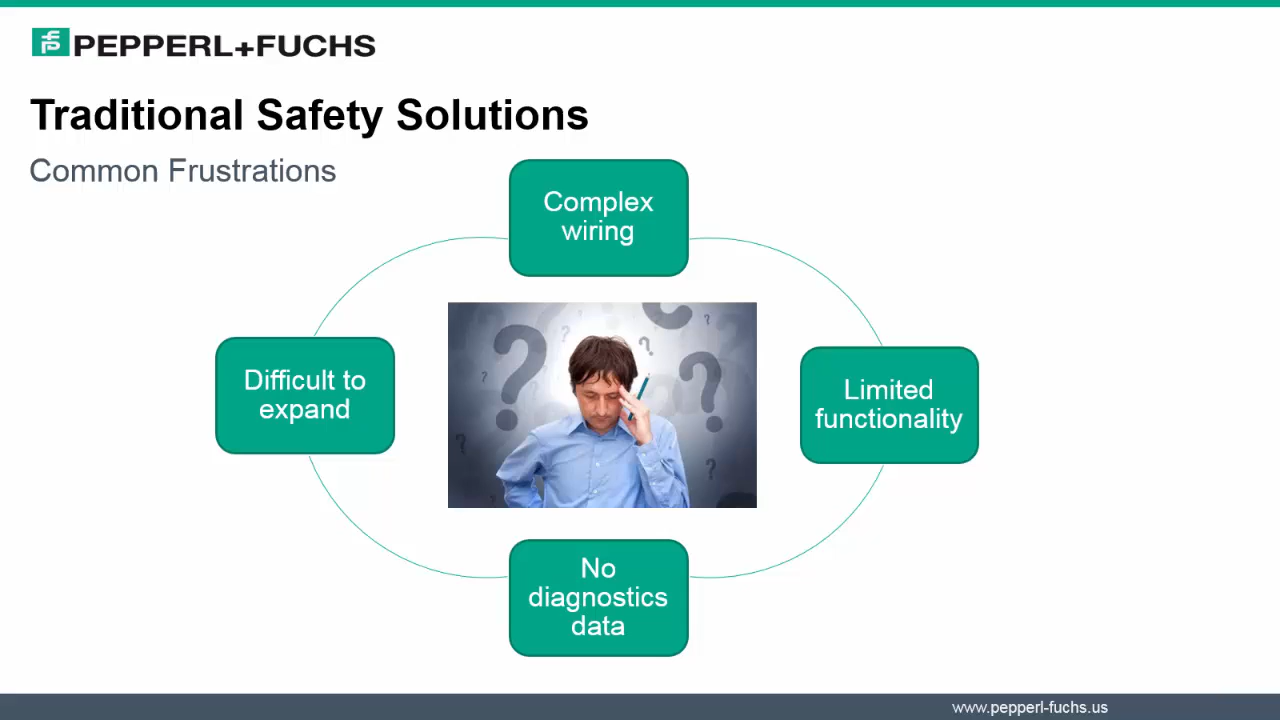 PEPPERL+FUCHS
Traditional Safety Solutions
Common Frustrations
Complex
wiring
Difficult to
expand
Limited
functionality
No
diagnostics
data
www.pepperl-fuchs.us